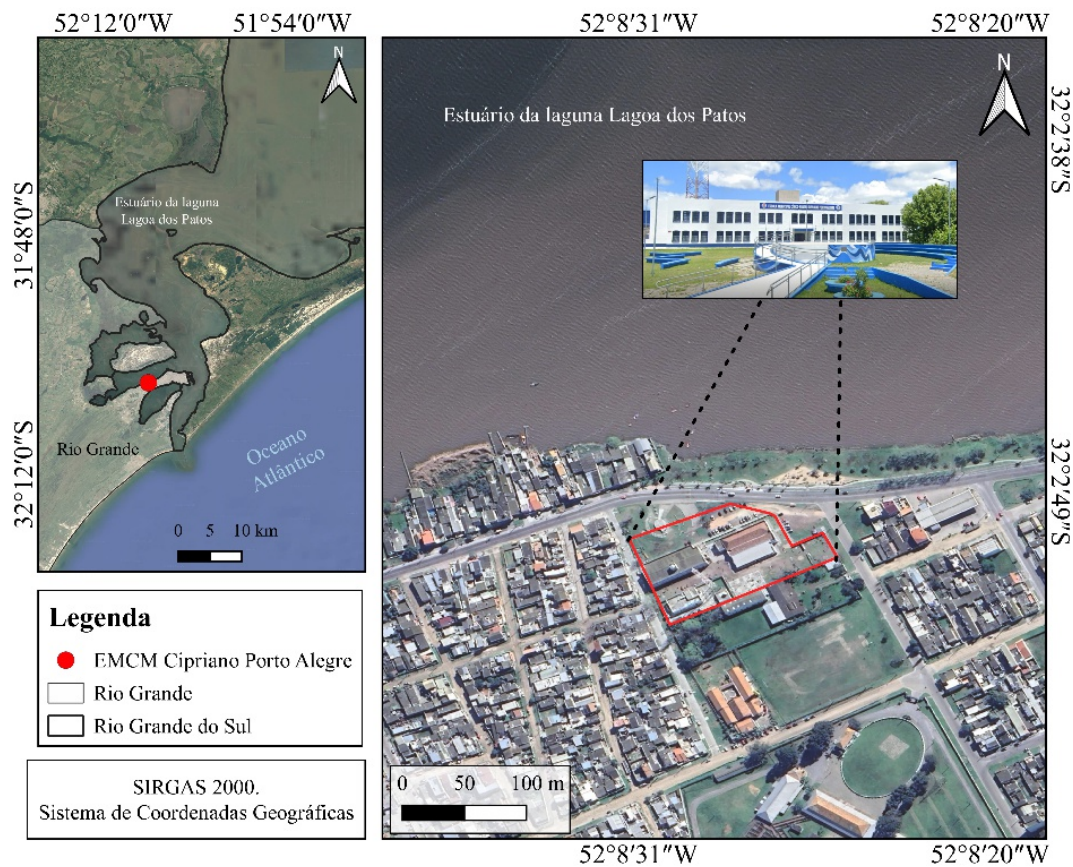 52°12'0"W 51°54'0"W
52°8'31"W 52°8'20"W
31°48'0"S
32°12'0"S
N
Estuário da laguna
Lagoa dos Patos
Rio Grande
Oceano
Atlântico
0 5 10 km
N
Estuário da laguna Lagoa dos Patos
32°2'38"S
32°2'49"S
0 50 100 m
52°8'31"W 52°8'20"W
Legenda
EMCM Cipriano Porto Alegre
Rio Grande
Rio Grande do Sul
SIRGAS 2000.
Sistema de Coordenadas Geográficas